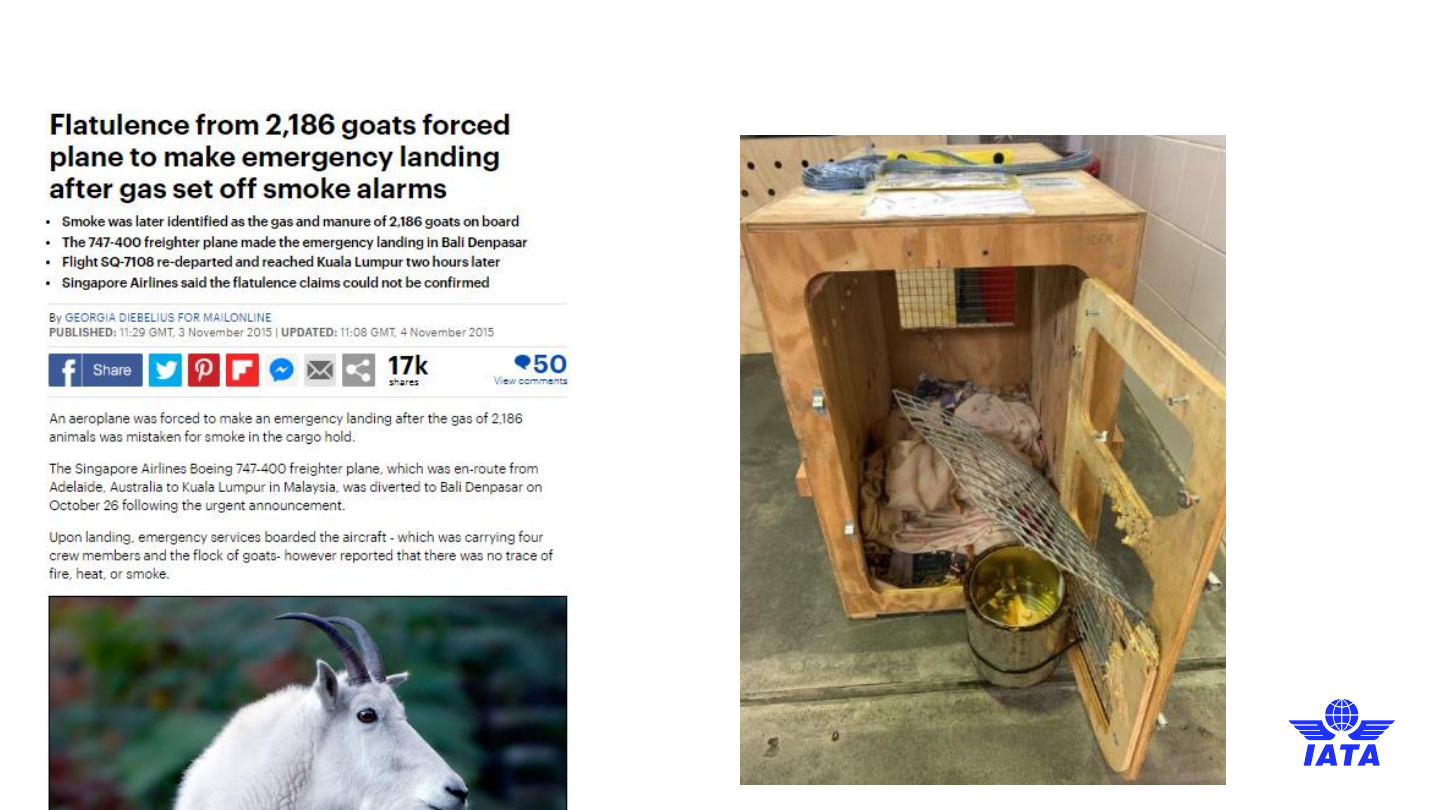 Flatulence from 2,186 goats forced
plane to make emergency landing
after gas set off smoke alarms
• Smoke was later identified as the gas and manure of 2,186 goats on board
• The 747-400 freighter plane made the emergency landing in Bali Denpasar
• Flight SQ-7108 re-departed and reached Kuala Lumpur two hours later
• Singapore Airlines said the flatulence claims could not be confirmed
By GEORGIA DIEBELIUS FOR MAILONLINE
PUBLISHED: 11:29 GMT, 3 November 2015 | UPDATED: 11:08 GMT, 4 November 2015
Share
17k
shares
50
View comments
An aeroplane was forced to make an emergency landing after the gas of 2,186
animals was mistaken for smoke in the cargo hold.
The Singapore Airlines Boeing 747-400 freighter plane, which was en-route from
Adelaide, Australia to Kuala Lumpur in Malaysia, was diverted to Bali Denpasar on
October 26 following the urgent announcement.
Upon landing, emergency services boarded the aircraft - which was carrying four
crew members and the flock of goats- however reported that there was no trace of
fire, heat, or smoke.
IATA